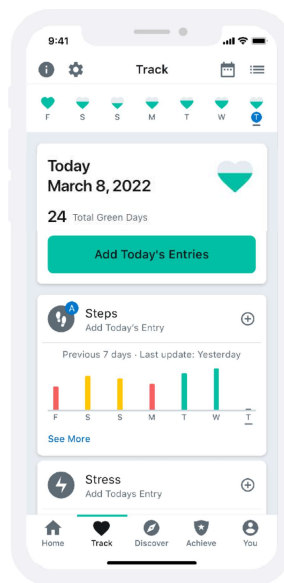 9:41
Track
F S S M T W T
Today
March 8, 2022
24 Total Green Days
Add Today's Entries
A
Steps
Add Today's Entry
Previous 7 days · Last update: Yesterday
F S S M T W T
See More
Stress
Add Todays Entry
Home Track Discover Achieve You